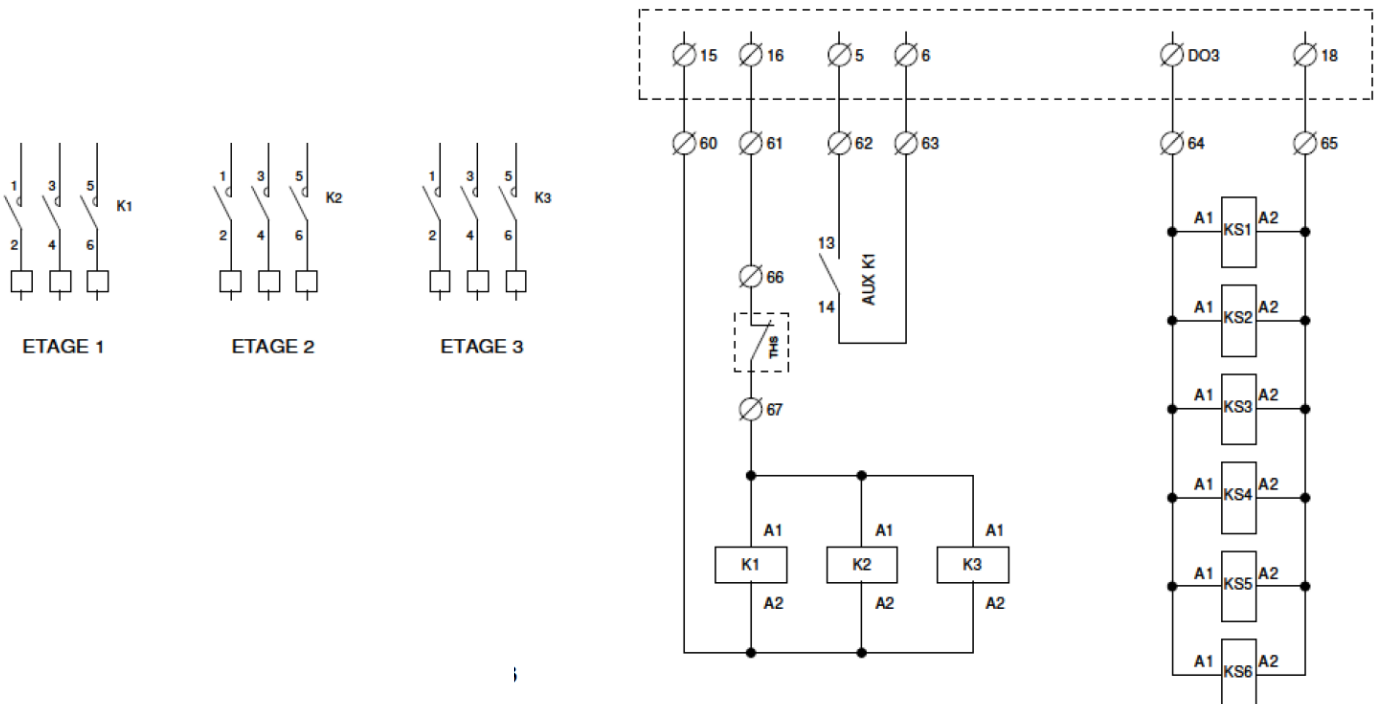 15 16 5 6 DO3 18
60 61 62 63 64 65
1 3 5 K1
2 4 6
ETAGE 1
1 3 5 K2
2 4 6
ETAGE 2
1 3 5 K3
2 4 6
ETAGE 3
66
THS
67
13
14
AUX K1
A1 A1 A1
K1 K2 K3
A2 A2 A2
A1 KS1 A2
A1 KS2 A2
A1 KS3 A2
A1 KS4 A2
A1 KS5 A2
A1 KS6 A2